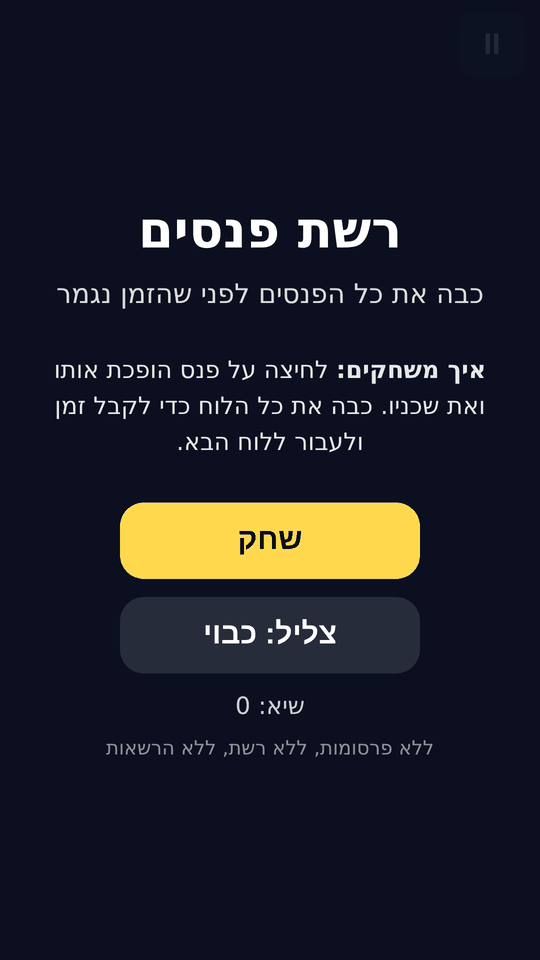 רשת פנסים
כבה את כל הפנסים לפני שהזמן נגמר
איך משחקים: לחיצה על פנס הופכת אותו
ואת שכניו. כבה את כל הלוח כדי לקבל זמן
ולעבור ללוח הבא.
שחק
צליל: כבוי
שיא: 0
ללא פרסומות, ללא רשת, ללא הרשאות